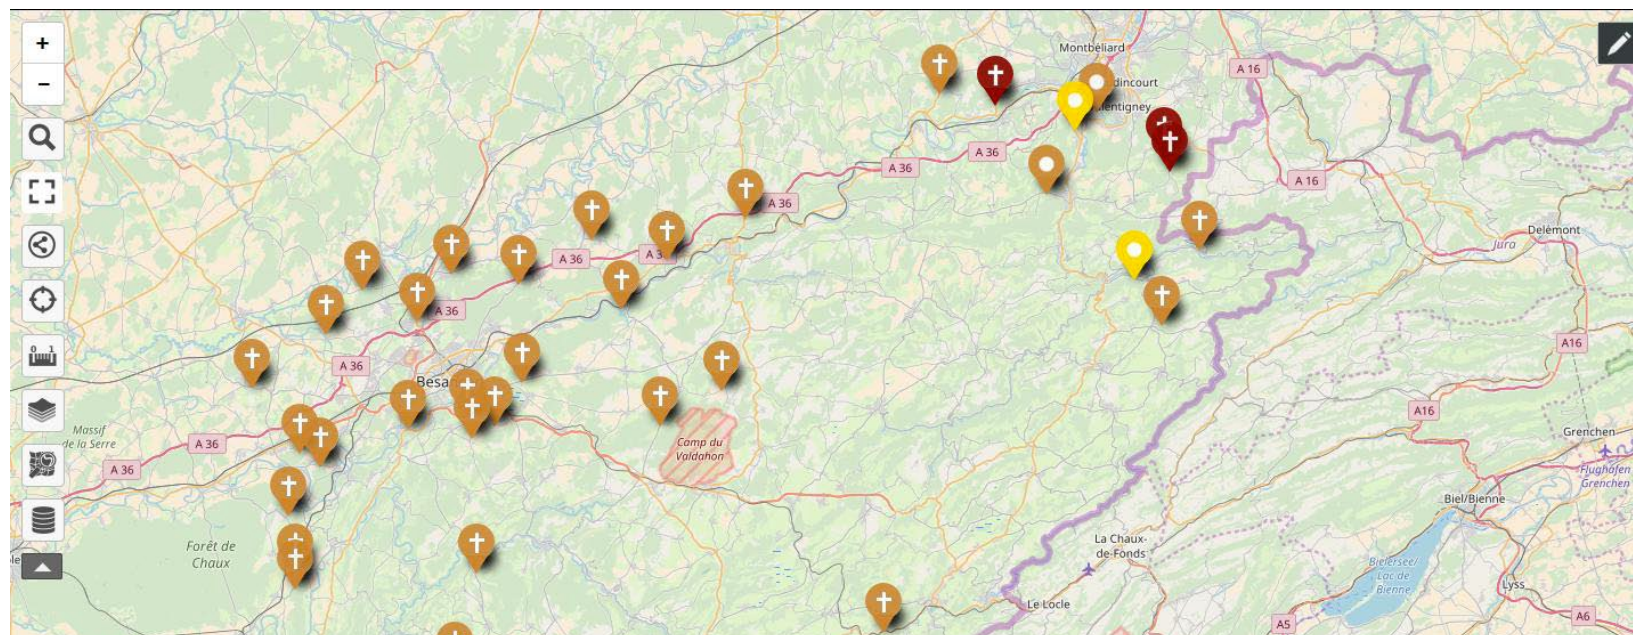 +
−
0 1
Montbéliard
A 16
dincourt
entigney
A 36
A 36
A 16
A 36
Delémont
Jura
A 36
A 3
A 36
A 36
Besa
A16
Massif
de la Serre
A 36
A 36
Camp du
Valdahon
A16
Grenchen
Flughafen
Grenchen
Biel/Bienne
Forêt de
Chaux
La Chaux-
de-Fonds
Bielersee/
Lac de
Bienne
Lyss
Le Locle
A5
A6